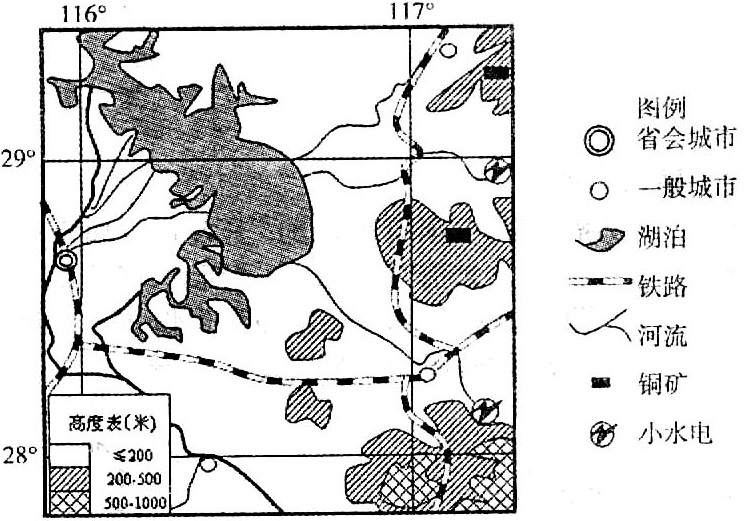 116°
117°
29°
28°
高度表(米)
≤200
200-500
500-1000
图例
省会城市
一般城市
湖泊
铁路
河流
铜矿
小水电